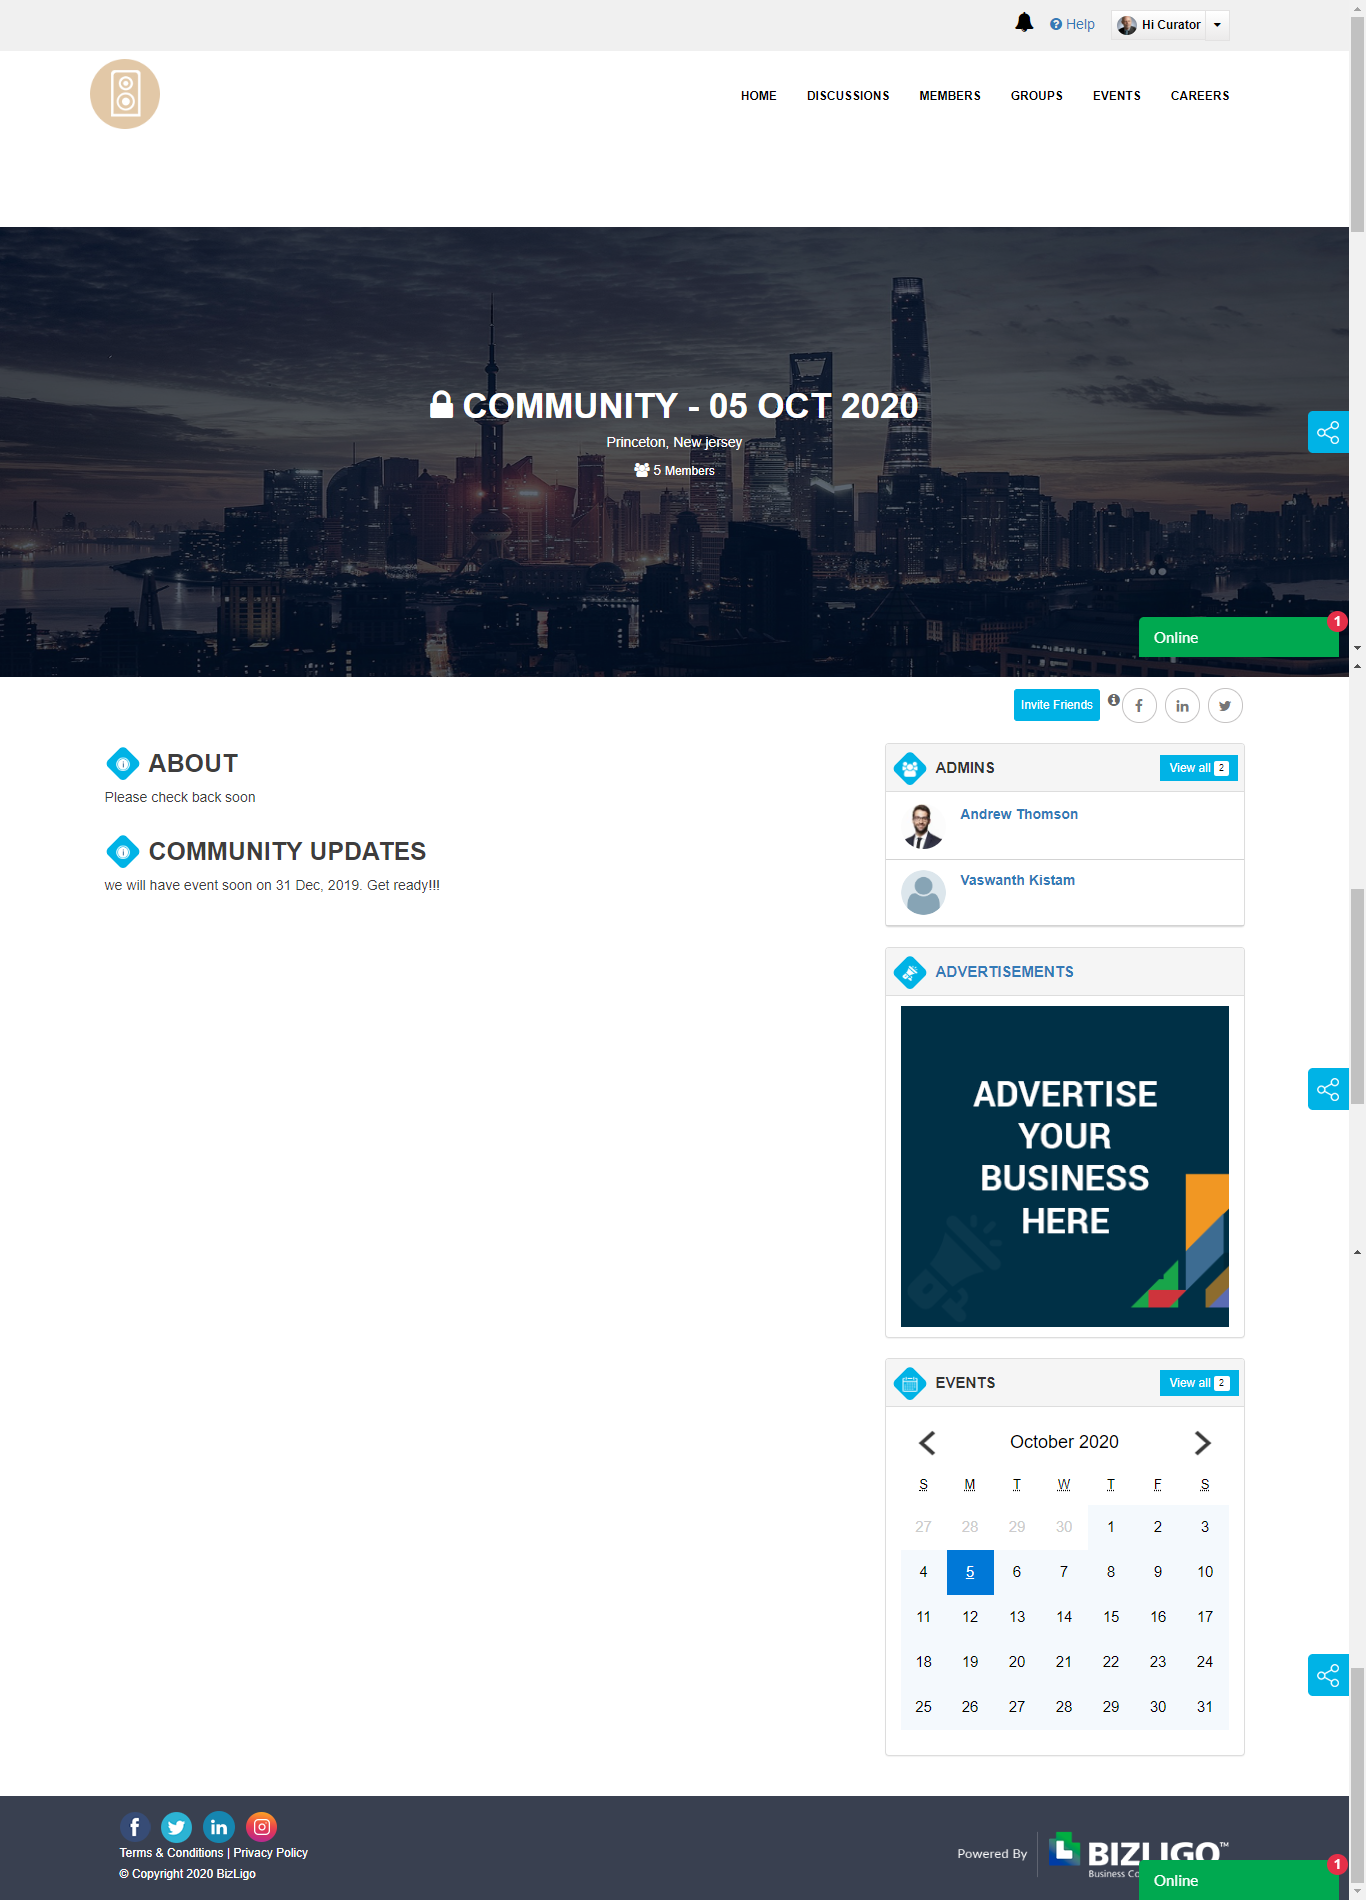 Help
Hi Curator
HOME DISCUSSIONS MEMBERS GROUPS EVENTS CAREERS
COMMUNITY - 05 OCT 2020
Princeton, New jersey
5 Members
Online
1
Invite Friends
ABOUT
Please check back soon
COMMUNITY UPDATES
we will have event soon on 31 Dec, 2019. Get ready!!!
ADMINS
View all 2
Andrew Thomson
Vaswanth Kistam
ADVERTISEMENTS
ADVERTISE
YOUR
BUSINESS
HERE
EVENTS
View all 2
October 2020
S M T W T F S
27 28 29 30 1 2 3
4 5 6 7 8 9 10
11 12 13 14 15 16 17
18 19 20 21 22 23 24
25 26 27 28 29 30 31
Terms & Conditions | Privacy Policy
© Copyright 2020 BizLigo
Powered By
BIZLIGO™
Business
Online
1